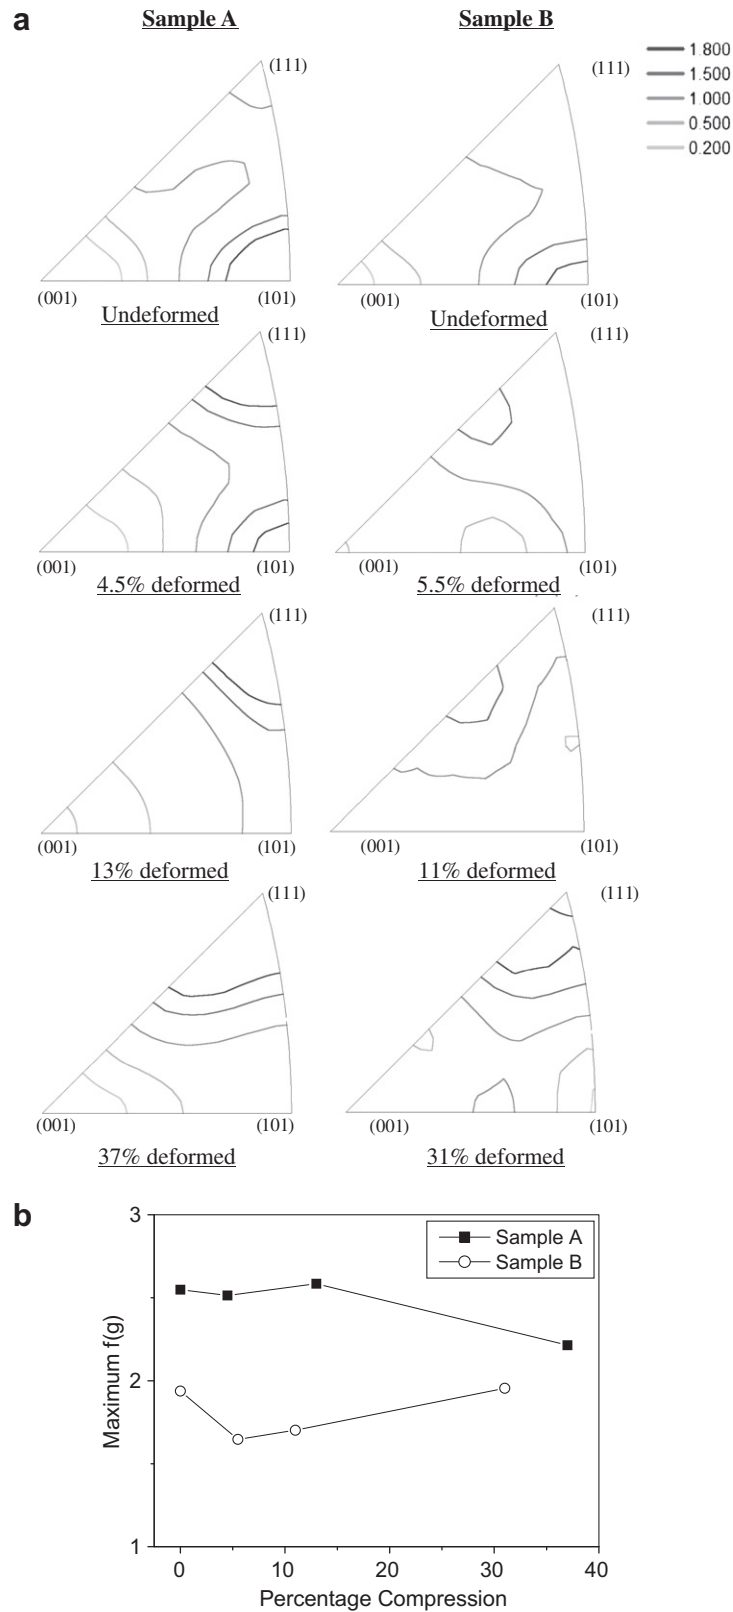 a
Sample A
Sample B
1.800
1.500
1.000
0.500
0.200
(111)
(111)
(001)
(101)
(001)
(101)
Undeformed
Undeformed
(111)
(111)
(001)
(101)
(001)
(101)
4.5% deformed
5.5% deformed
(111)
(111)
(001)
(101)
(001)
(101)
13% deformed
11% deformed
(111)
(111)
(001)
(101)
(001)
(101)
37% deformed
31% deformed
b
3
2
1
Maximum f(g)
Sample A
Sample B
0
10
20
30
40
Percentage Compression